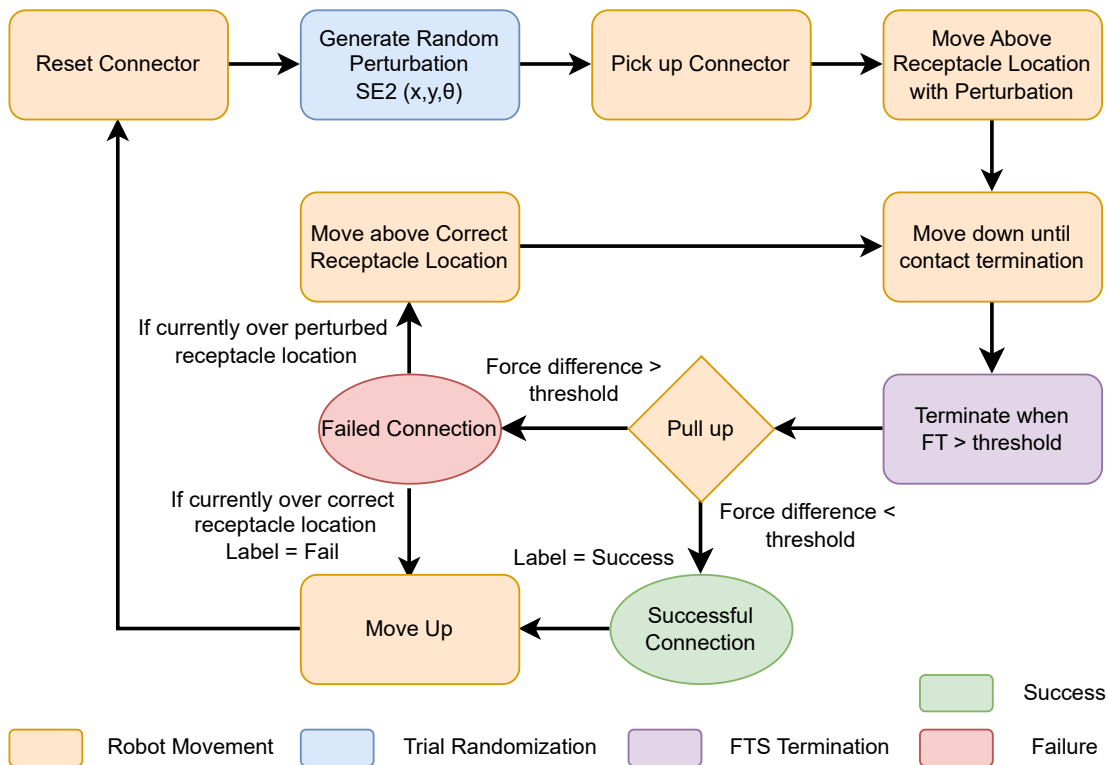 Reset Connector
Generate Random
Perturbation
SE2 (x,y,θ)
Pick up Connector
Move Above
Receptacle Location
with Perturbation
Move above Correct
Receptacle Location
Move down until
contact termination
If currently over perturbed
receptacle location
Force difference >
threshold
Failed Connection
Pull up
Terminate when
FT > threshold
If currently over correct
receptacle location
Label = Fail
Force difference <
threshold
Label = Success
Move Up
Successful
Connection
Success
Robot Movement
Trial Randomization
FTS Termination
Failure